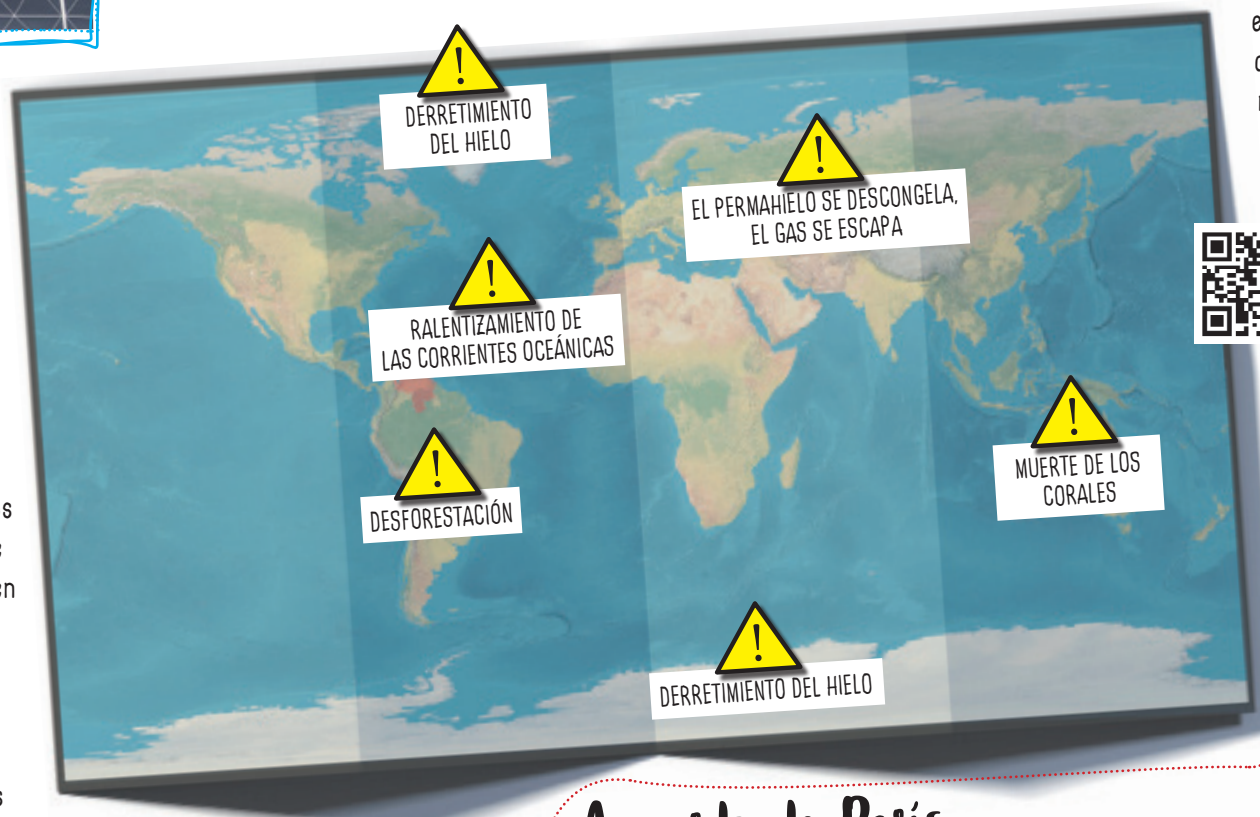 DERRETIMIENTO
DEL HIELO
EL PERMAHIELO SE DESCONGELA,
EL GAS SE ESCAPA
RALENTIZAMIENTO DE
LAS CORRIENTES OCEÁNICAS
MUERTE DE LOS
CORALES
DESFORESTACIÓN
DERRETIMIENTO DEL HIELO